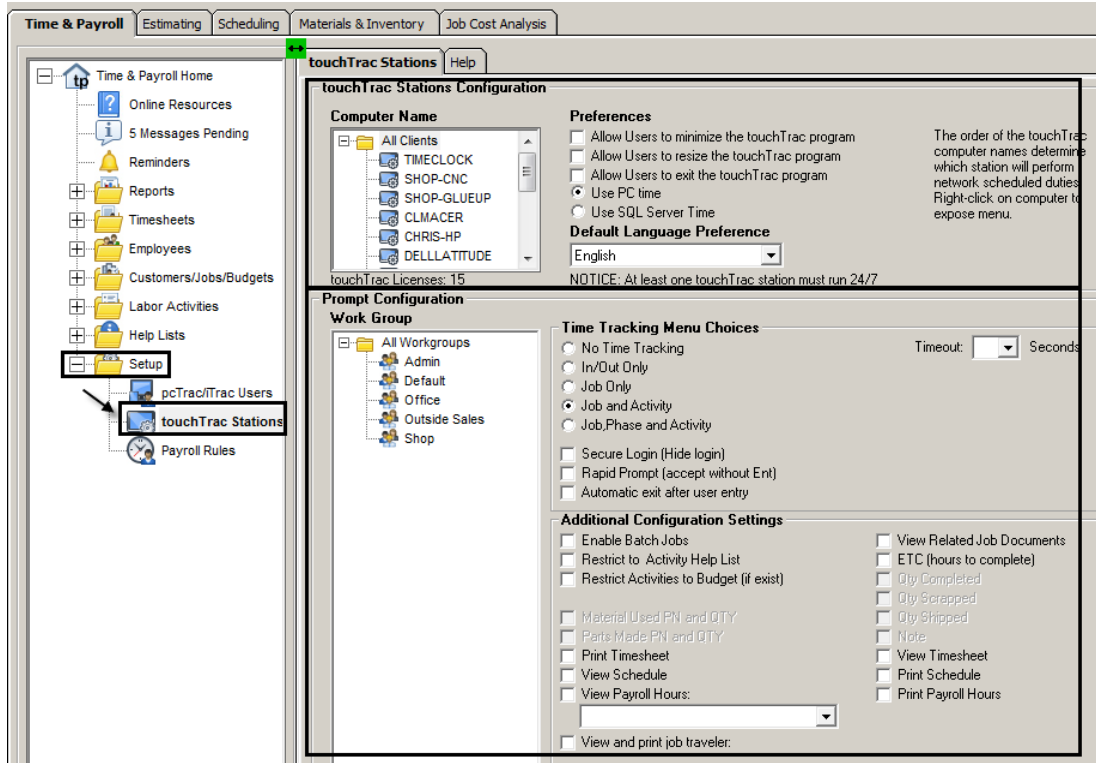 Time & Payroll Estimating Scheduling Materials & Inventory Job Cost Analysis
tp Time & Payroll Home
Online Resources
5 Messages Pending
Reminders
Reports
Timesheets
Employees
Customers/Jobs/Budgets
Labor Activities
Help Lists
Setup
pcTrac/iTrac Users
touchTrac Stations
Payroll Rules
touchTrac Stations Help
touchTrac Stations Configuration
Computer Name
All Clients
TIMECLOCK
SHOP-CNC
SHOP-GLUEUP
CLMACER
CHRIS-HP
DELLLATITUDE
touchTrac Licenses: 15
Preferences
Allow Users to minimize the touchTrac program
Allow Users to resize the touchTrac program
Allow Users to exit the touchTrac program
Use PC time
Use SQL Server Time
Default Language Preference
English
NOTICE: At least one touchTrac station must run 24/7
The order of the touchTrac
computer names determine
which station will perform
network scheduled duties
Right-click on computer to
expose menu.
Prompt Configuration
Work Group
All Workgroups
Admin
Default
Office
Outside Sales
Shop
Time Tracking Menu Choices
No Time Tracking
In/Out Only
Job Only
Job and Activity
Job,Phase and Activity
Timeout: Seconds
Secure Login (Hide login)
Rapid Prompt (accept without Ent)
Automatic exit after user entry
Additional Configuration Settings
Enable Batch Jobs
Restrict to Activity Help List
Restrict Activities to Budget (if exist)
Material Used PN and QTY
Parts Made PN and QTY
Print Timesheet
View Schedule
View Payroll Hours:
View and print job traveler:
View Related Job Documents
ETC (hours to complete)
Qty Completed
Qty Scrapped
Qty Shipped
Note
View Timesheet
Print Schedule
Print Payroll Hours